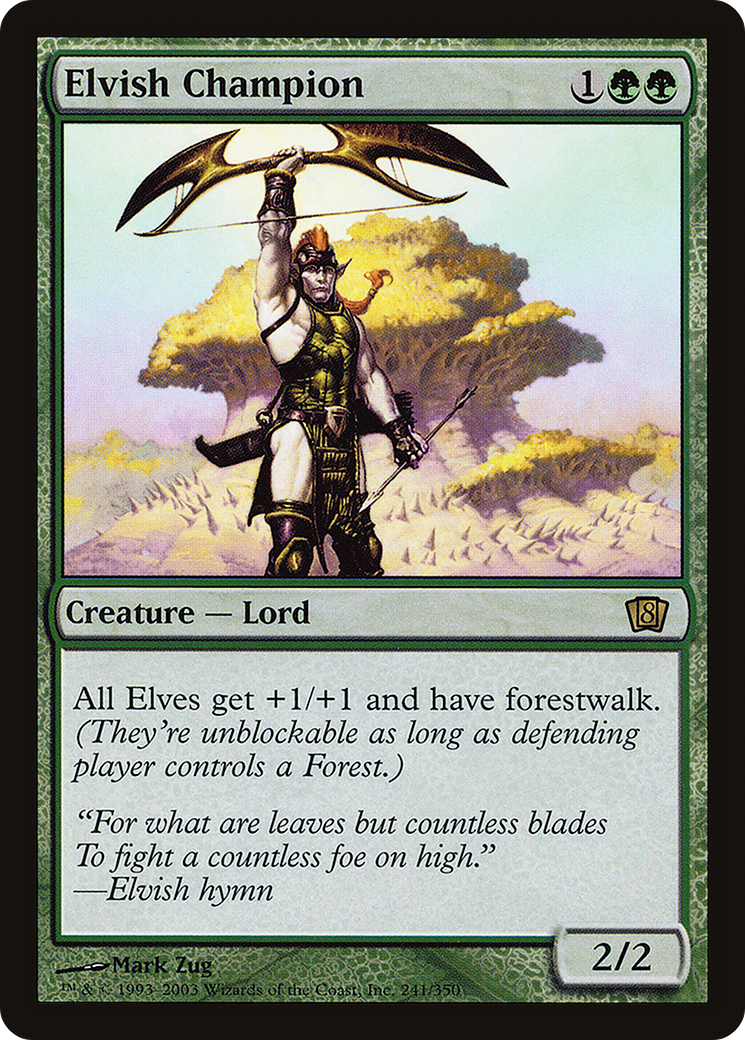 Elvish Champion 1
Creature — Lord 8
All Elves get +1/+1 and have forestwalk.
(They're unblockable as long as defending
player controls a Forest.)
“For what are leaves but countless blades
To fight a countless foe on high.”
—Elvish hymn
2/2
Mark Zug
™ & © 1993–2003 Wizards of the Coast, Inc. 241/350